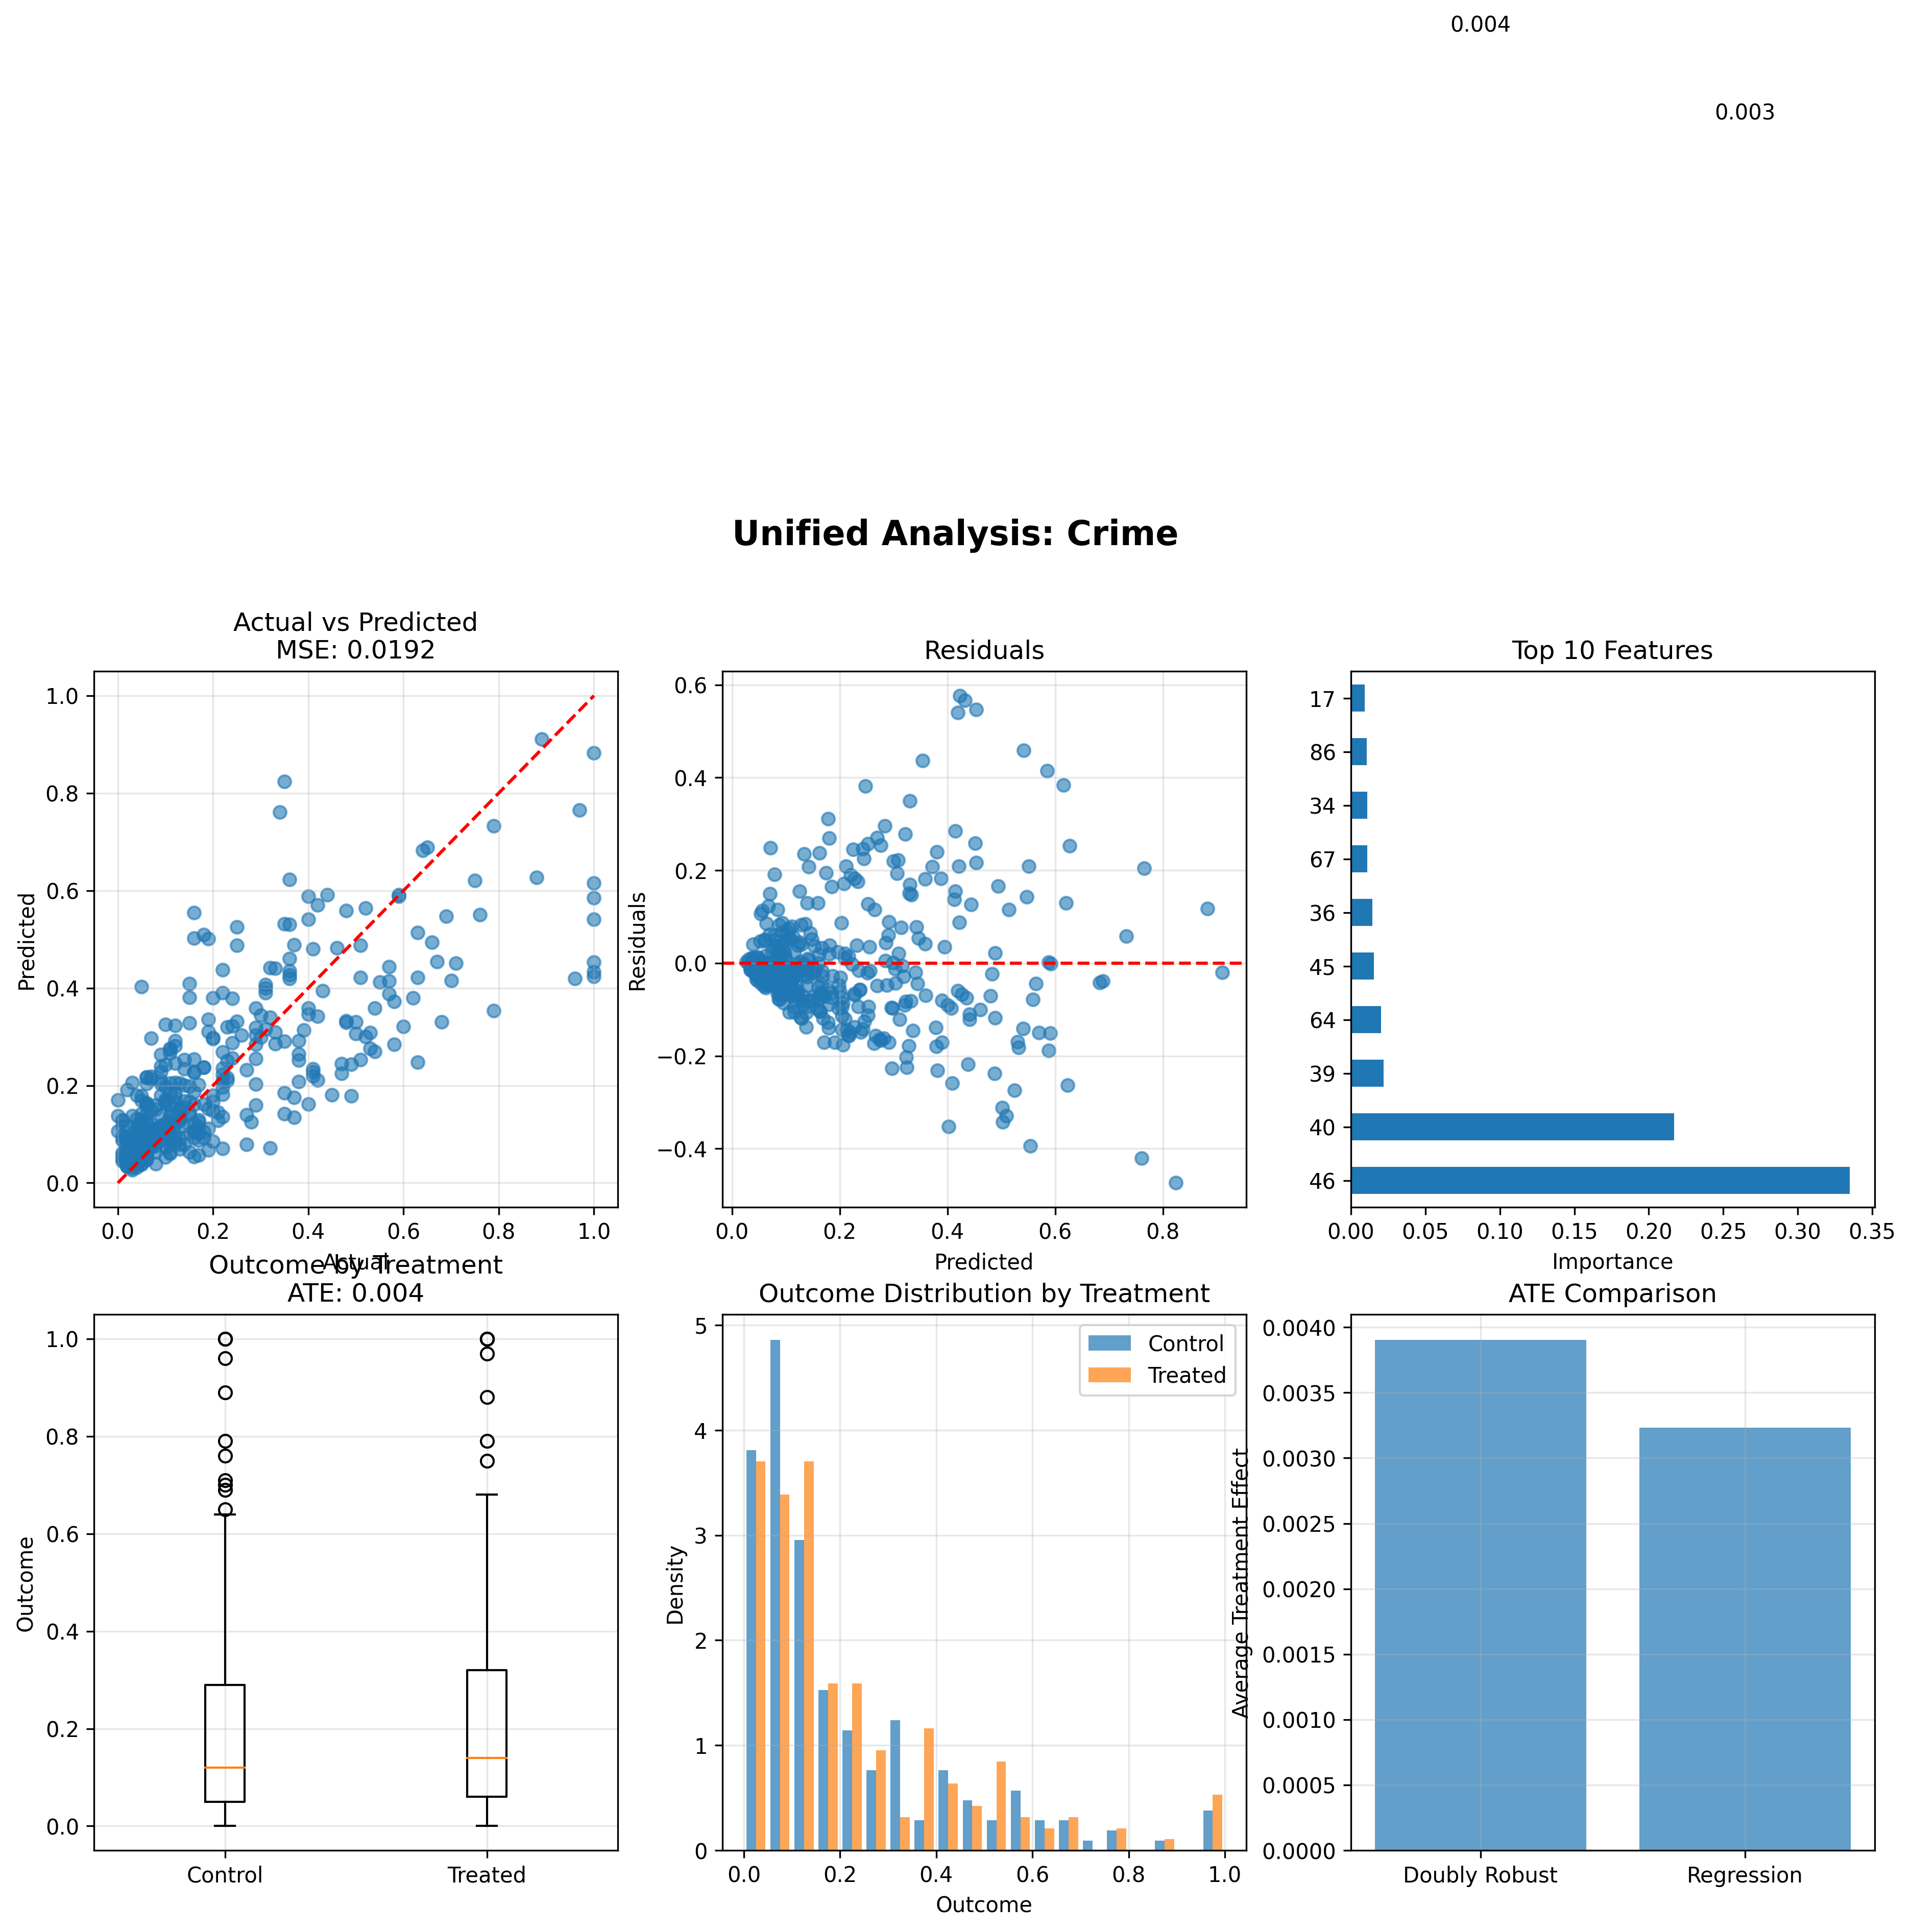 0.004
0.003
Unified Analysis: Crime
Actual vs Predicted
MSE: 0.0192
Predicted
1.0
0.8
0.6
0.4
0.2
0.0
0.0 0.2 0.4 0.6 0.8 1.0
Actual
Residuals
Residuals
0.6
0.4
0.2
0.0
−0.2
−0.4
0.0 0.2 0.4 0.6 0.8
Predicted
Top 10 Features
17
86
34
67
36
45
64
39
40
46
0.00 0.05 0.10 0.15 0.20 0.25 0.30 0.35
Importance
Outcome by Treatment
ATE: 0.004
Outcome
1.0
0.8
0.6
0.4
0.2
0.0
Control Treated
Outcome Distribution by Treatment
Density
5
4
3
2
1
0
Control
Treated
0.0 0.2 0.4 0.6 0.8 1.0
Outcome
ATE Comparison
Average Treatment Effect
0.0040
0.0035
0.0030
0.0025
0.0020
0.0015
0.0010
0.0005
0.0000
Doubly Robust Regression